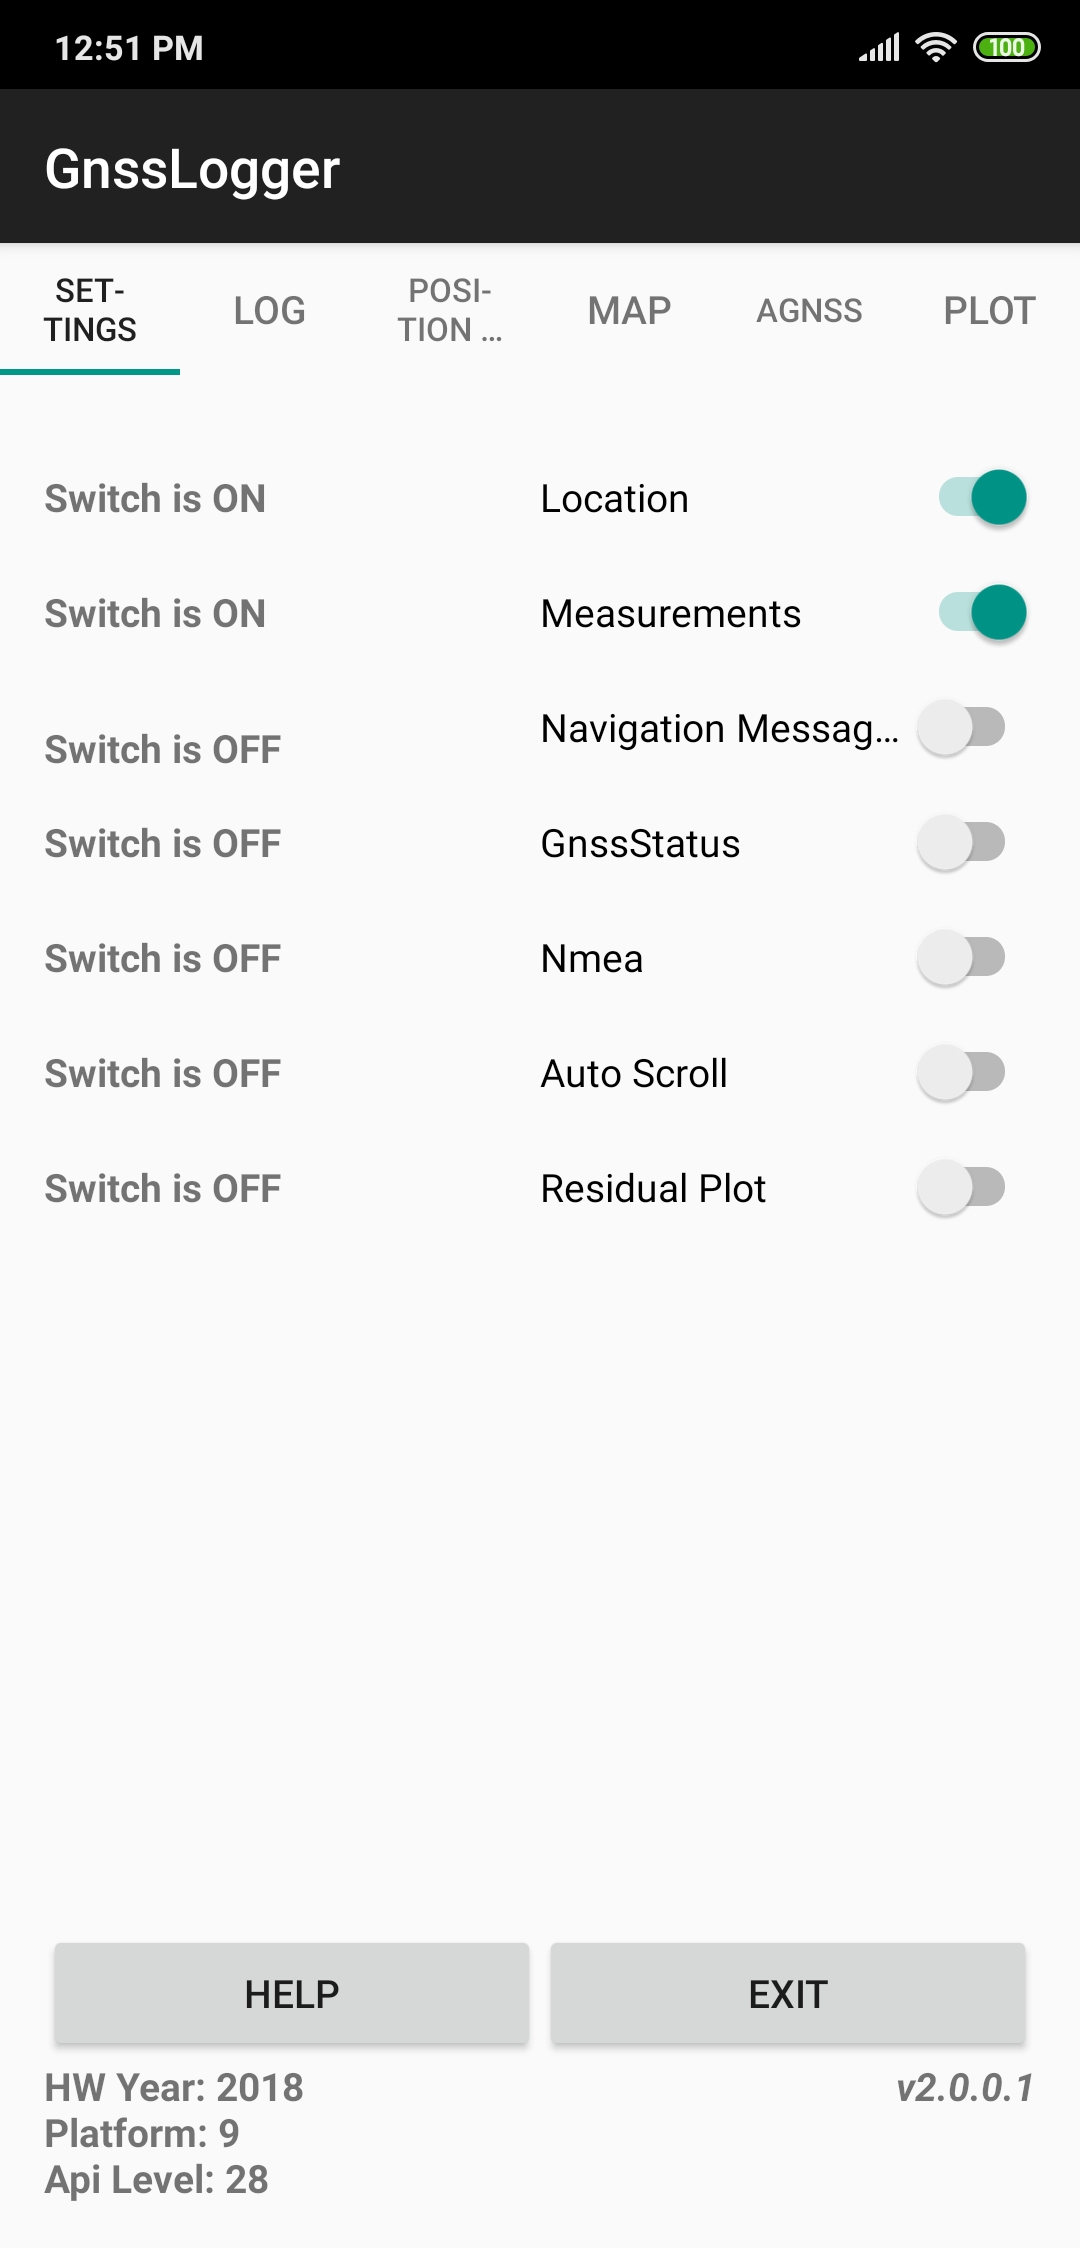 12:51 PM
100
GnssLogger
SET-
TINGS
LOG
POSI-
TION ...
MAP
AGNSS
PLOT
Switch is ON
Location
Switch is ON
Measurements
Switch is OFF
Navigation Messag...
Switch is OFF
GnssStatus
Switch is OFF
Nmea
Switch is OFF
Auto Scroll
Switch is OFF
Residual Plot
HELP
EXIT
HW Year: 2018
v2.0.0.1
Platform: 9
Api Level: 28